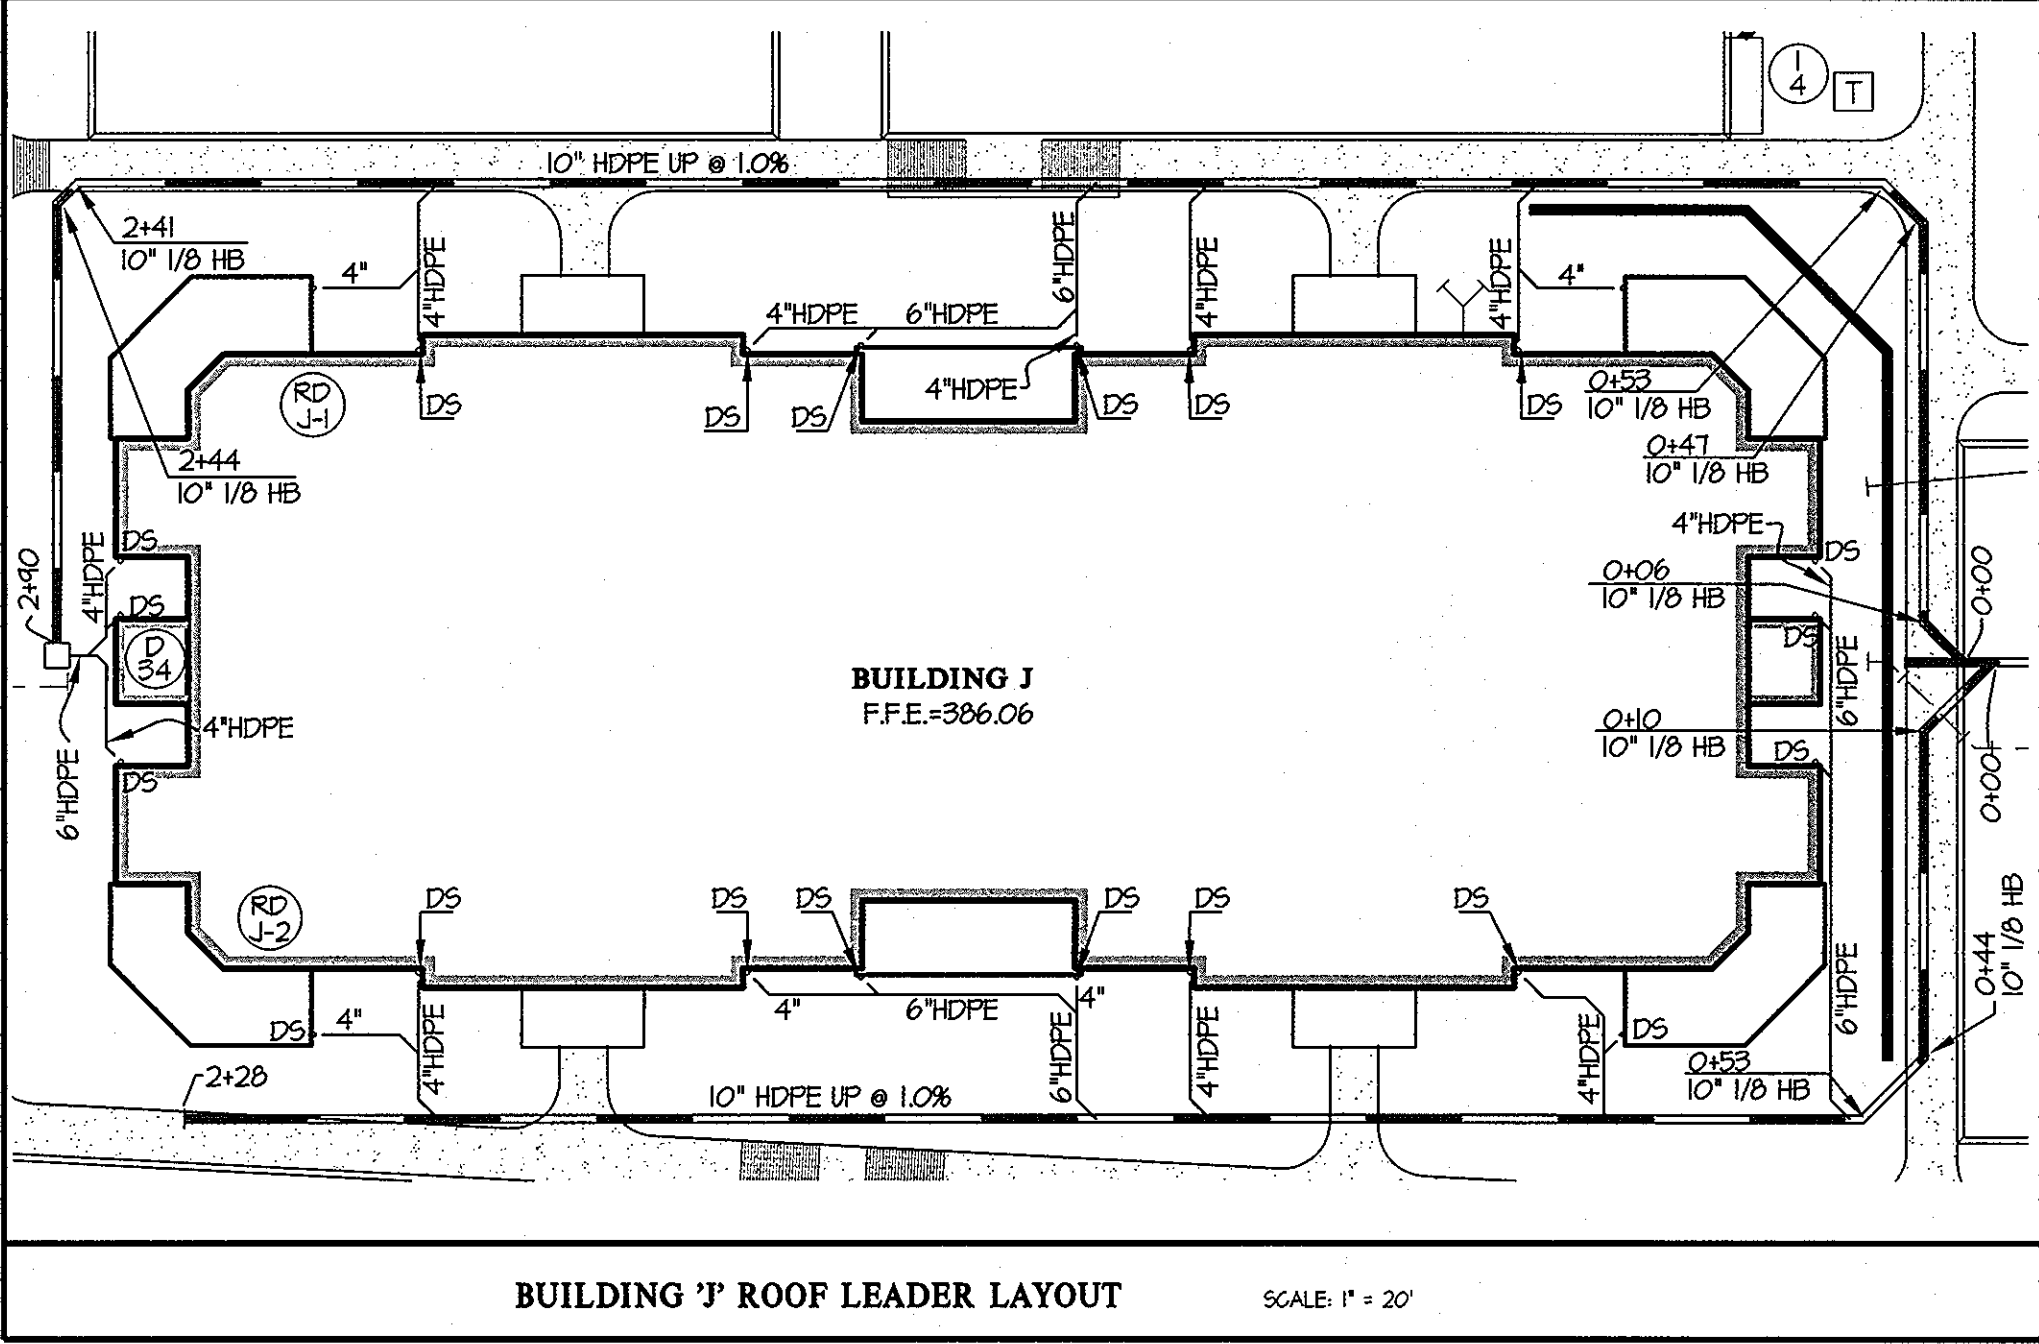 1
4
T
10" HDPE UP @ 1.0%
2+41
10" 1/8 HB
4"
4"HDPE
4"HDPE
6"HDPE
6"HDPE
4"HDPE
4"HDPE
4"
4"HDPE
0+53
10" 1/8 HB
RD
J-1
DS
DS
DS
DS
DS
DS
2+44
10" 1/8 HB
0+47
10" 1/8 HB
4"HDPE
DS
DS
2+90
4"HDPE
DS
0+06
10" 1/8 HB
0+00
D
34
DS
6"HDPE
BUILDING J
F.F.E.=386.06
4"HDPE
0+10
10" 1/8 HB
DS
DS
6"HDPE
0+00
RD
J-2
DS
DS
DS
DS
DS
DS
0+44
10" 1/8 HB
6"HDPE
DS
4"
4"HDPE
4"
6"HDPE
4"
6"HDPE
4"HDPE
4"HDPE
DS
0+53
10" 1/8 HB
2+28
10" HDPE UP @ 1.0%
BUILDING 'J' ROOF LEADER LAYOUT
SCALE: 1" = 20'